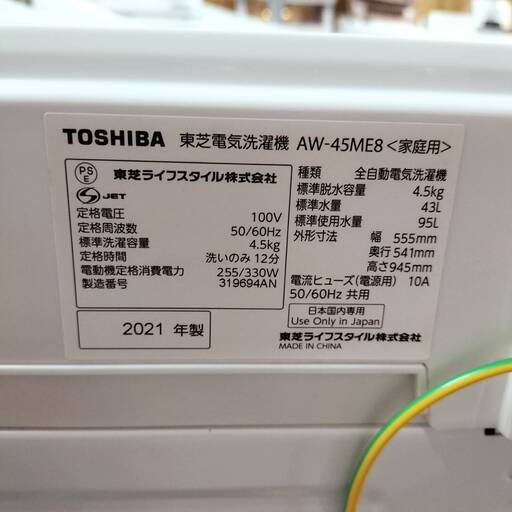 TOSHIBA 東芝電気洗濯機 AW-45ME8<家庭用>
PS
E
東芝ライフスタイル株式会社
S JET
定格電圧 100V
定格周波数 50/60Hz
標準洗濯容量 4.5kg
定格時間 洗いのみ 12分
電動機定格消費電力 255/330W
製造番号 319694AN
2021 年製
種類 全自動電気洗濯機
標準脱水容量 4.5kg
標準水量 43L
標準使用水量 95L
外形寸法 幅 555mm
奥行 541mm
高さ 945mm
電流ヒューズ(電源用) 10A
50/60Hz 共用
日本国内専用
Use Only in Japan
東芝ライフスタイル株式会社
MADE IN CHINA